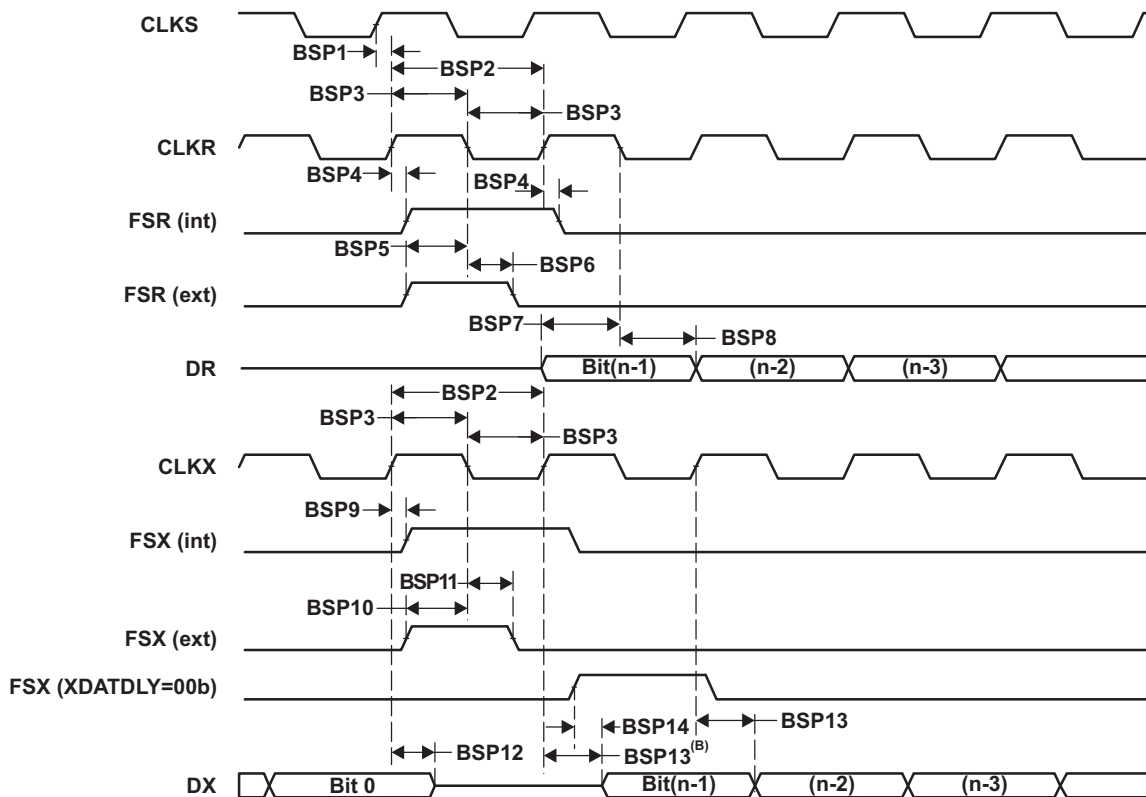 CLKS
BSP1
BSP2
BSP3
BSP3
CLKR
BSP4
BSP4
FSR (int)
BSP5
BSP6
FSR (ext)
BSP7
BSP8
DR
Bit(n-1)
(n-2)
(n-3)
BSP2
BSP3
BSP3
CLKX
BSP9
FSX (int)
BSP11
BSP10
FSX (ext)
FSX (XDATDLY=00b)
BSP14
BSP13
BSP12
BSP13(B)
DX
Bit 0
Bit(n-1)
(n-2)
(n-3)